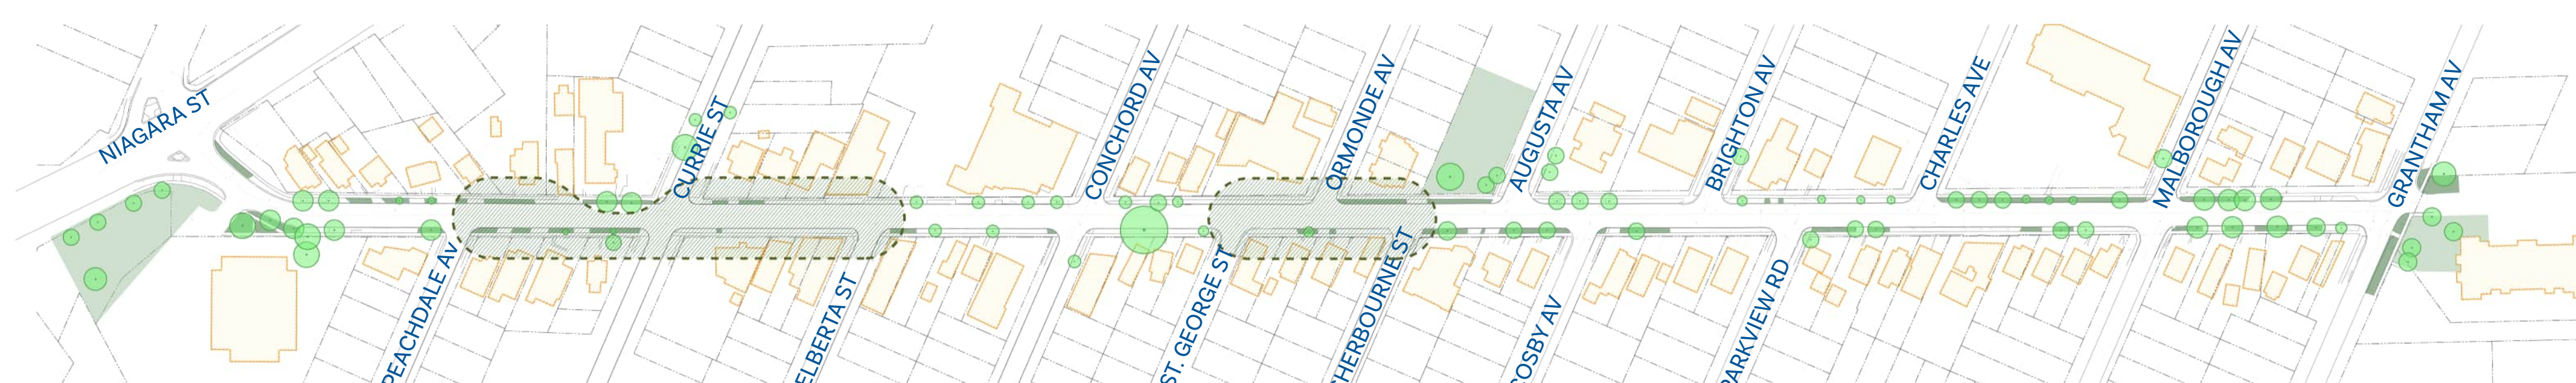 NIAGARA ST
CURRIE ST
CONCHORD AV
ORMONDE AV
AUGUSTA AV
BRIGHTON AV
CHARLES AVE
MALBOROUGH AV
GRANTHAM AV
PEACHDALE AV
ELBERTA ST
ST. GEORGE ST
HERBOURNE ST
COSBY AV
PARKVIEW RD